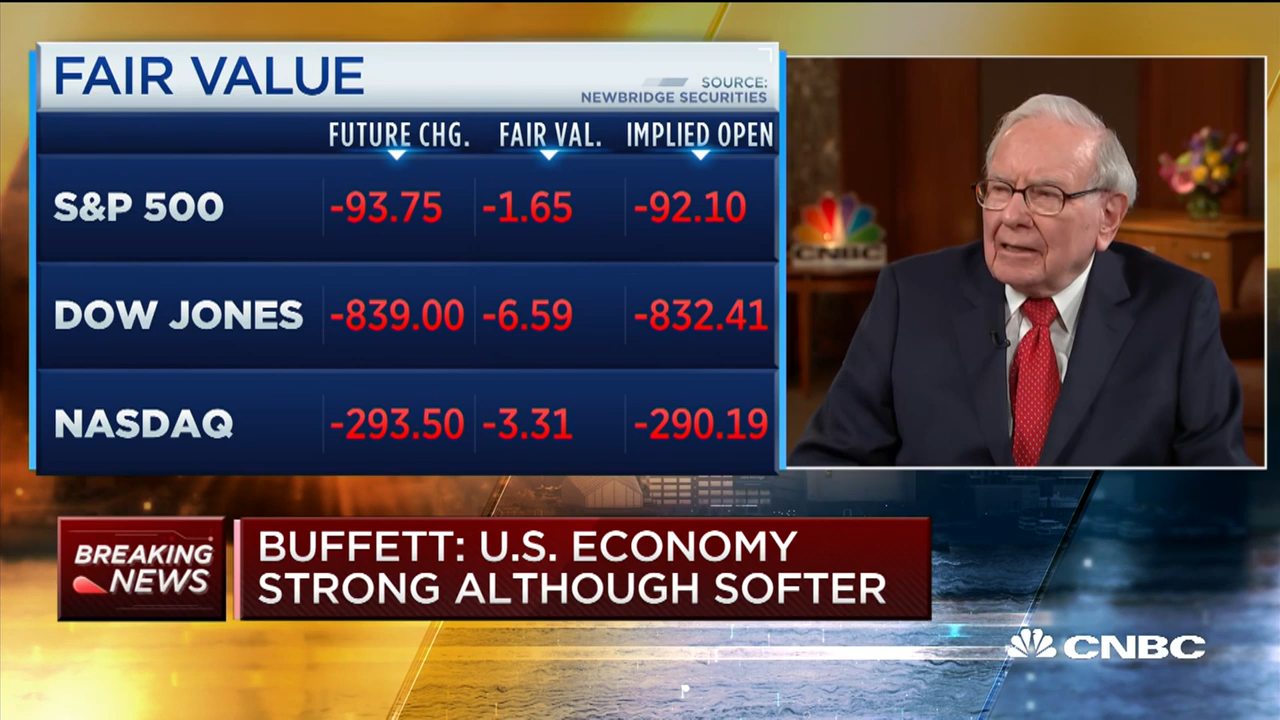 FAIR VALUE
SOURCE:
NEWBRIDGE SECURITIES
FUTURE CHG. FAIR VAL. IMPLIED OPEN
S&P 500 -93.75 -1.65 -92.10
DOW JONES -839.00 -6.59 -832.41
NASDAQ -293.50 -3.31 -290.19
CNBC
BREAKING
NEWS
BUFFETT: U.S. ECONOMY
STRONG ALTHOUGH SOFTER
CNBC